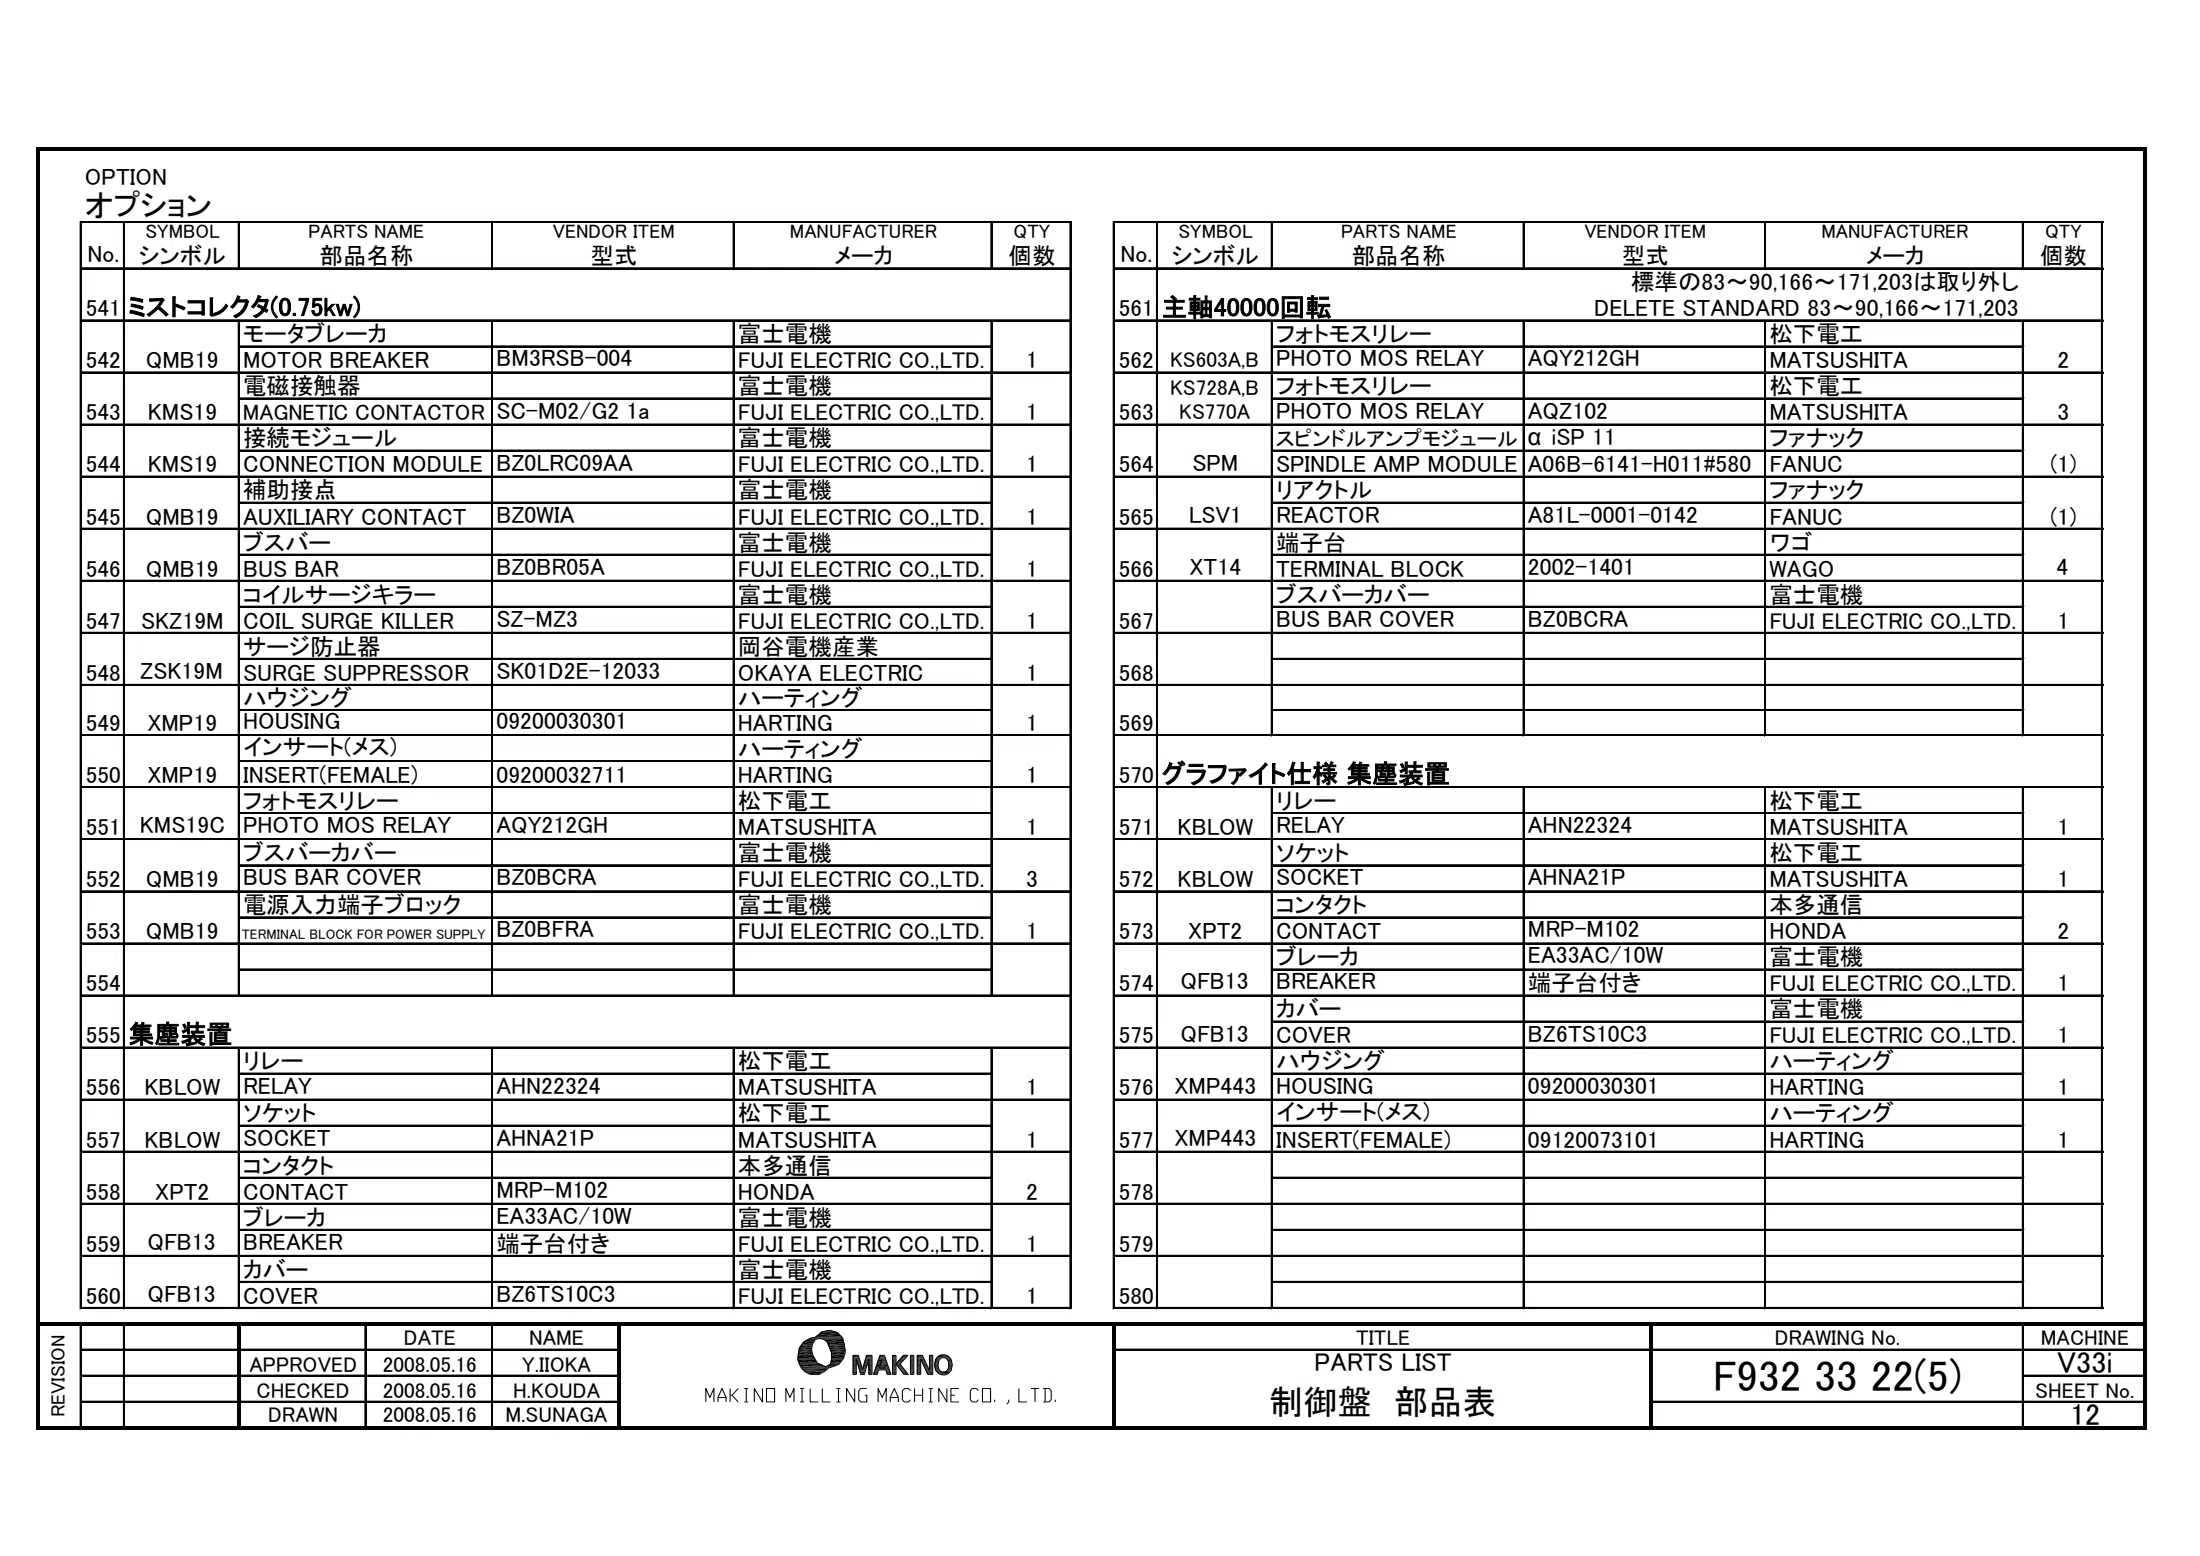 OPTION
オプション
No. SYMBOL シンボル PARTS NAME 部品名称 VENDOR ITEM 型式 MANUFACTURER メーカ QTY 個数
541 ミストコレクタ(0.75kw)
モータブレーカ 富士電機
542 QMB19 MOTOR BREAKER BM3RSB-004 FUJI ELECTRIC CO.,LTD. 1
電磁接触器 富士電機
543 KMS19 MAGNETIC CONTACTOR SC-M02/G2 1a FUJI ELECTRIC CO.,LTD. 1
接続モジュール 富士電機
544 KMS19 CONNECTION MODULE BZ0LRC09AA FUJI ELECTRIC CO.,LTD. 1
補助接点 富士電機
545 QMB19 AUXILIARY CONTACT BZ0WIA FUJI ELECTRIC CO.,LTD. 1
ブスバー 富士電機
546 QMB19 BUS BAR BZ0BR05A FUJI ELECTRIC CO.,LTD. 1
コイルサージキラー 富士電機
547 SKZ19M COIL SURGE KILLER SZ-MZ3 FUJI ELECTRIC CO.,LTD. 1
サージ防止器 岡谷電機産業
548 ZSK19M SURGE SUPPRESSOR SK01D2E-12033 OKAYA ELECTRIC 1
ハウジング ハーティング
549 XMP19 HOUSING 09200030301 HARTING 1
インサート(メス) ハーティング
550 XMP19 INSERT(FEMALE) 09200032711 HARTING 1
フォトモスリレー 松下電工
551 KMS19C PHOTO MOS RELAY AQY212GH MATSUSHITA 1
ブスバーカバー 富士電機
552 QMB19 BUS BAR COVER BZ0BCRA FUJI ELECTRIC CO.,LTD. 3
電源入力端子ブロック 富士電機
553 QMB19 TERMINAL BLOCK FOR POWER SUPPLY BZ0BFRA FUJI ELECTRIC CO.,LTD. 1
554
555 集塵装置
リレー 松下電工
556 KBLOW RELAY AHN22324 MATSUSHITA 1
ソケット 松下電工
557 KBLOW SOCKET AHNA21P MATSUSHITA 1
コンタクト 本多通信
558 XPT2 CONTACT MRP-M102 HONDA 2
ブレーカ EA33AC/10W 富士電機
559 QFB13 BREAKER 端子台付き FUJI ELECTRIC CO.,LTD. 1
カバー 富士電機
560 QFB13 COVER BZ6TS10C3 FUJI ELECTRIC CO.,LTD. 1
No. SYMBOL シンボル PARTS NAME 部品名称 VENDOR ITEM 型式 MANUFACTURER メーカ QTY 個数
標準の83～90,166～171,203は取り外し
561 主軸40000回転 DELETE STANDARD 83～90,166～171,203
フォトモスリレー 松下電工
562 KS603A,B PHOTO MOS RELAY AQY212GH MATSUSHITA 2
KS728A,B フォトモスリレー 松下電工
563 KS770A PHOTO MOS RELAY AQZ102 MATSUSHITA 3
スピンドルアンプモジュール α iSP 11 ファナック
564 SPM SPINDLE AMP MODULE A06B-6141-H011#580 FANUC (1)
リアクトル ファナック
565 LSV1 REACTOR A81L-0001-0142 FANUC (1)
端子台 ワゴ
566 XT14 TERMINAL BLOCK 2002-1401 WAGO 4
ブスバーカバー 富士電機
567 BUS BAR COVER BZ0BCRA FUJI ELECTRIC CO.,LTD. 1
568
569
570 グラファイト仕様 集塵装置
リレー 松下電工
571 KBLOW RELAY AHN22324 MATSUSHITA 1
ソケット 松下電工
572 KBLOW SOCKET AHNA21P MATSUSHITA 1
コンタクト 本多通信
573 XPT2 CONTACT MRP-M102 HONDA 2
ブレーカ EA33AC/10W 富士電機
574 QFB13 BREAKER 端子台付き FUJI ELECTRIC CO.,LTD. 1
カバー 富士電機
575 QFB13 COVER BZ6TS10C3 FUJI ELECTRIC CO.,LTD. 1
ハウジング ハーティング
576 XMP443 HOUSING 09200030301 HARTING 1
インサート(メス) ハーティング
577 XMP443 INSERT(FEMALE) 09120073101 HARTING 1
578
579
580
REVISION
DATE NAME
APPROVED 2008.05.16 Y.IIOKA
CHECKED 2008.05.16 H.KOUDA
DRAWN 2008.05.16 M.SUNAGA
MAKINO
MAKINO MILLING MACHINE CO. , LTD.
TITLE
PARTS LIST
制御盤 部品表
DRAWING No.
F932 33 22(5)
MACHINE
V33i
SHEET No.
12